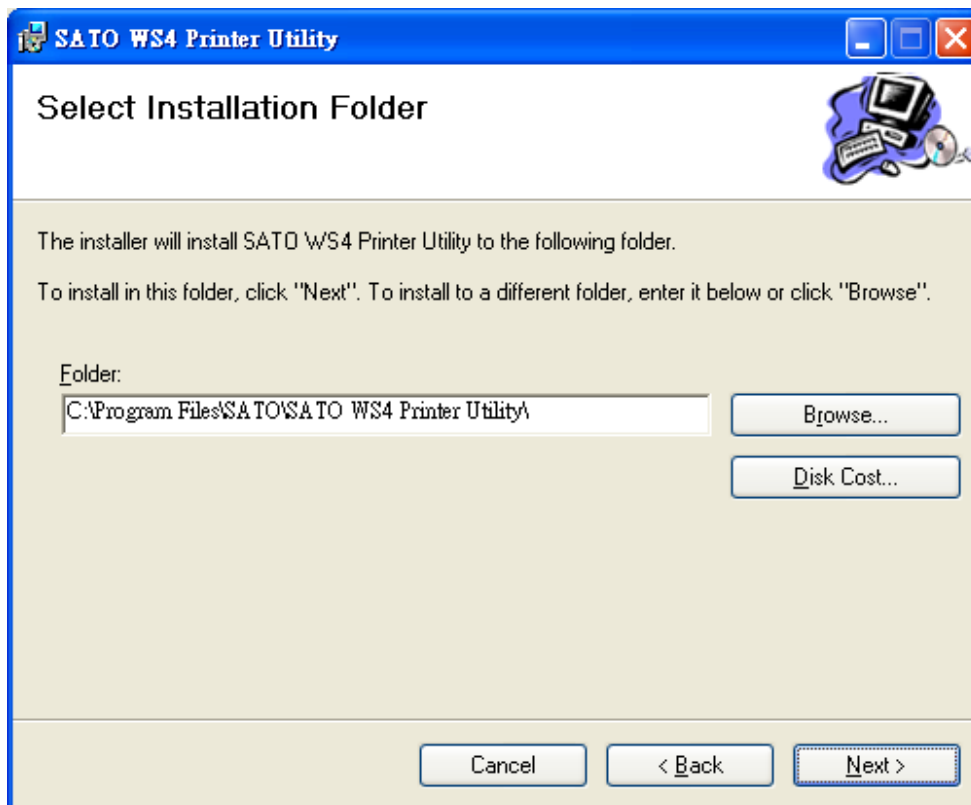 SATO WS4 Printer Utility
Select Installation Folder
The installer will install SATO WS4 Printer Utility to the following folder.
To install in this folder, click "Next". To install to a different folder, enter it below or click "Browse".
Folder:
C:\Program Files\SATO\SATO WS4 Printer Utility\
Browse...
Disk Cost...
Cancel
< Back
Next >